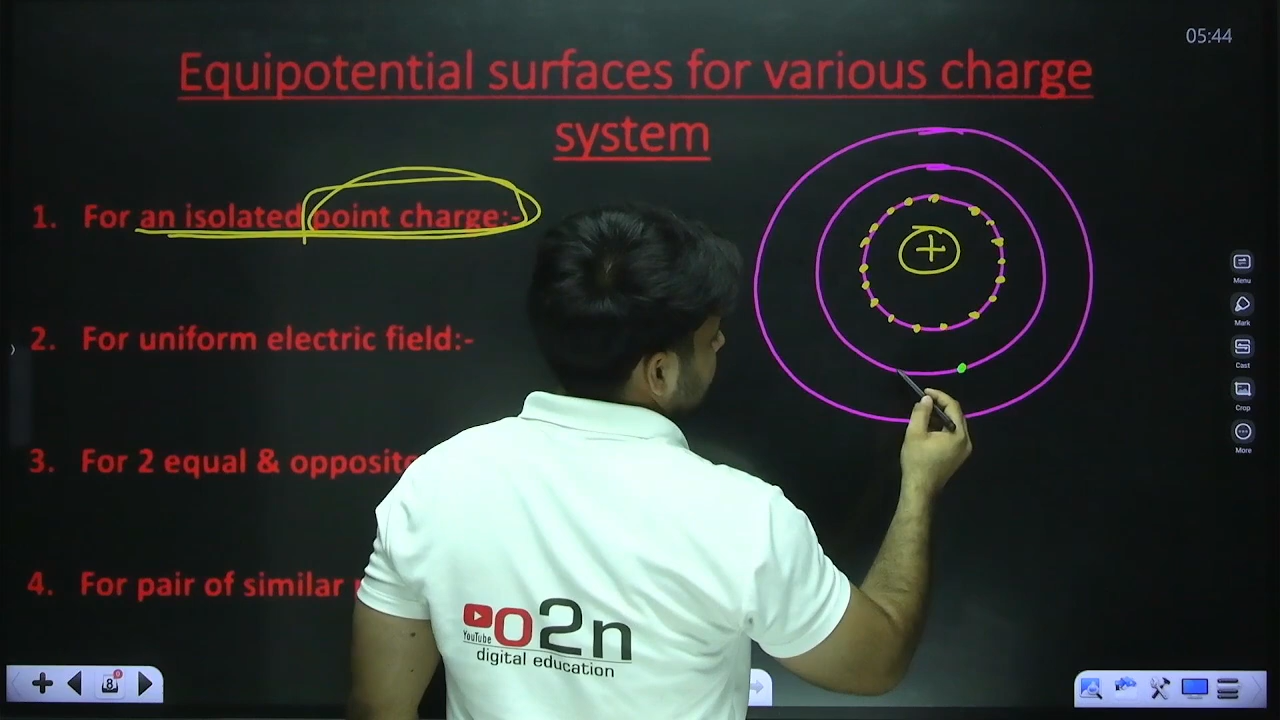 05:44
Equipotential surfaces for various charge
system
1. For an isolated point charge:-
+
2. For uniform electric field:-
3. For 2 equal & opposite
4. For pair of similar
Menu
Mark
Cast
Crop
More
YouTube o2n
digital education
8